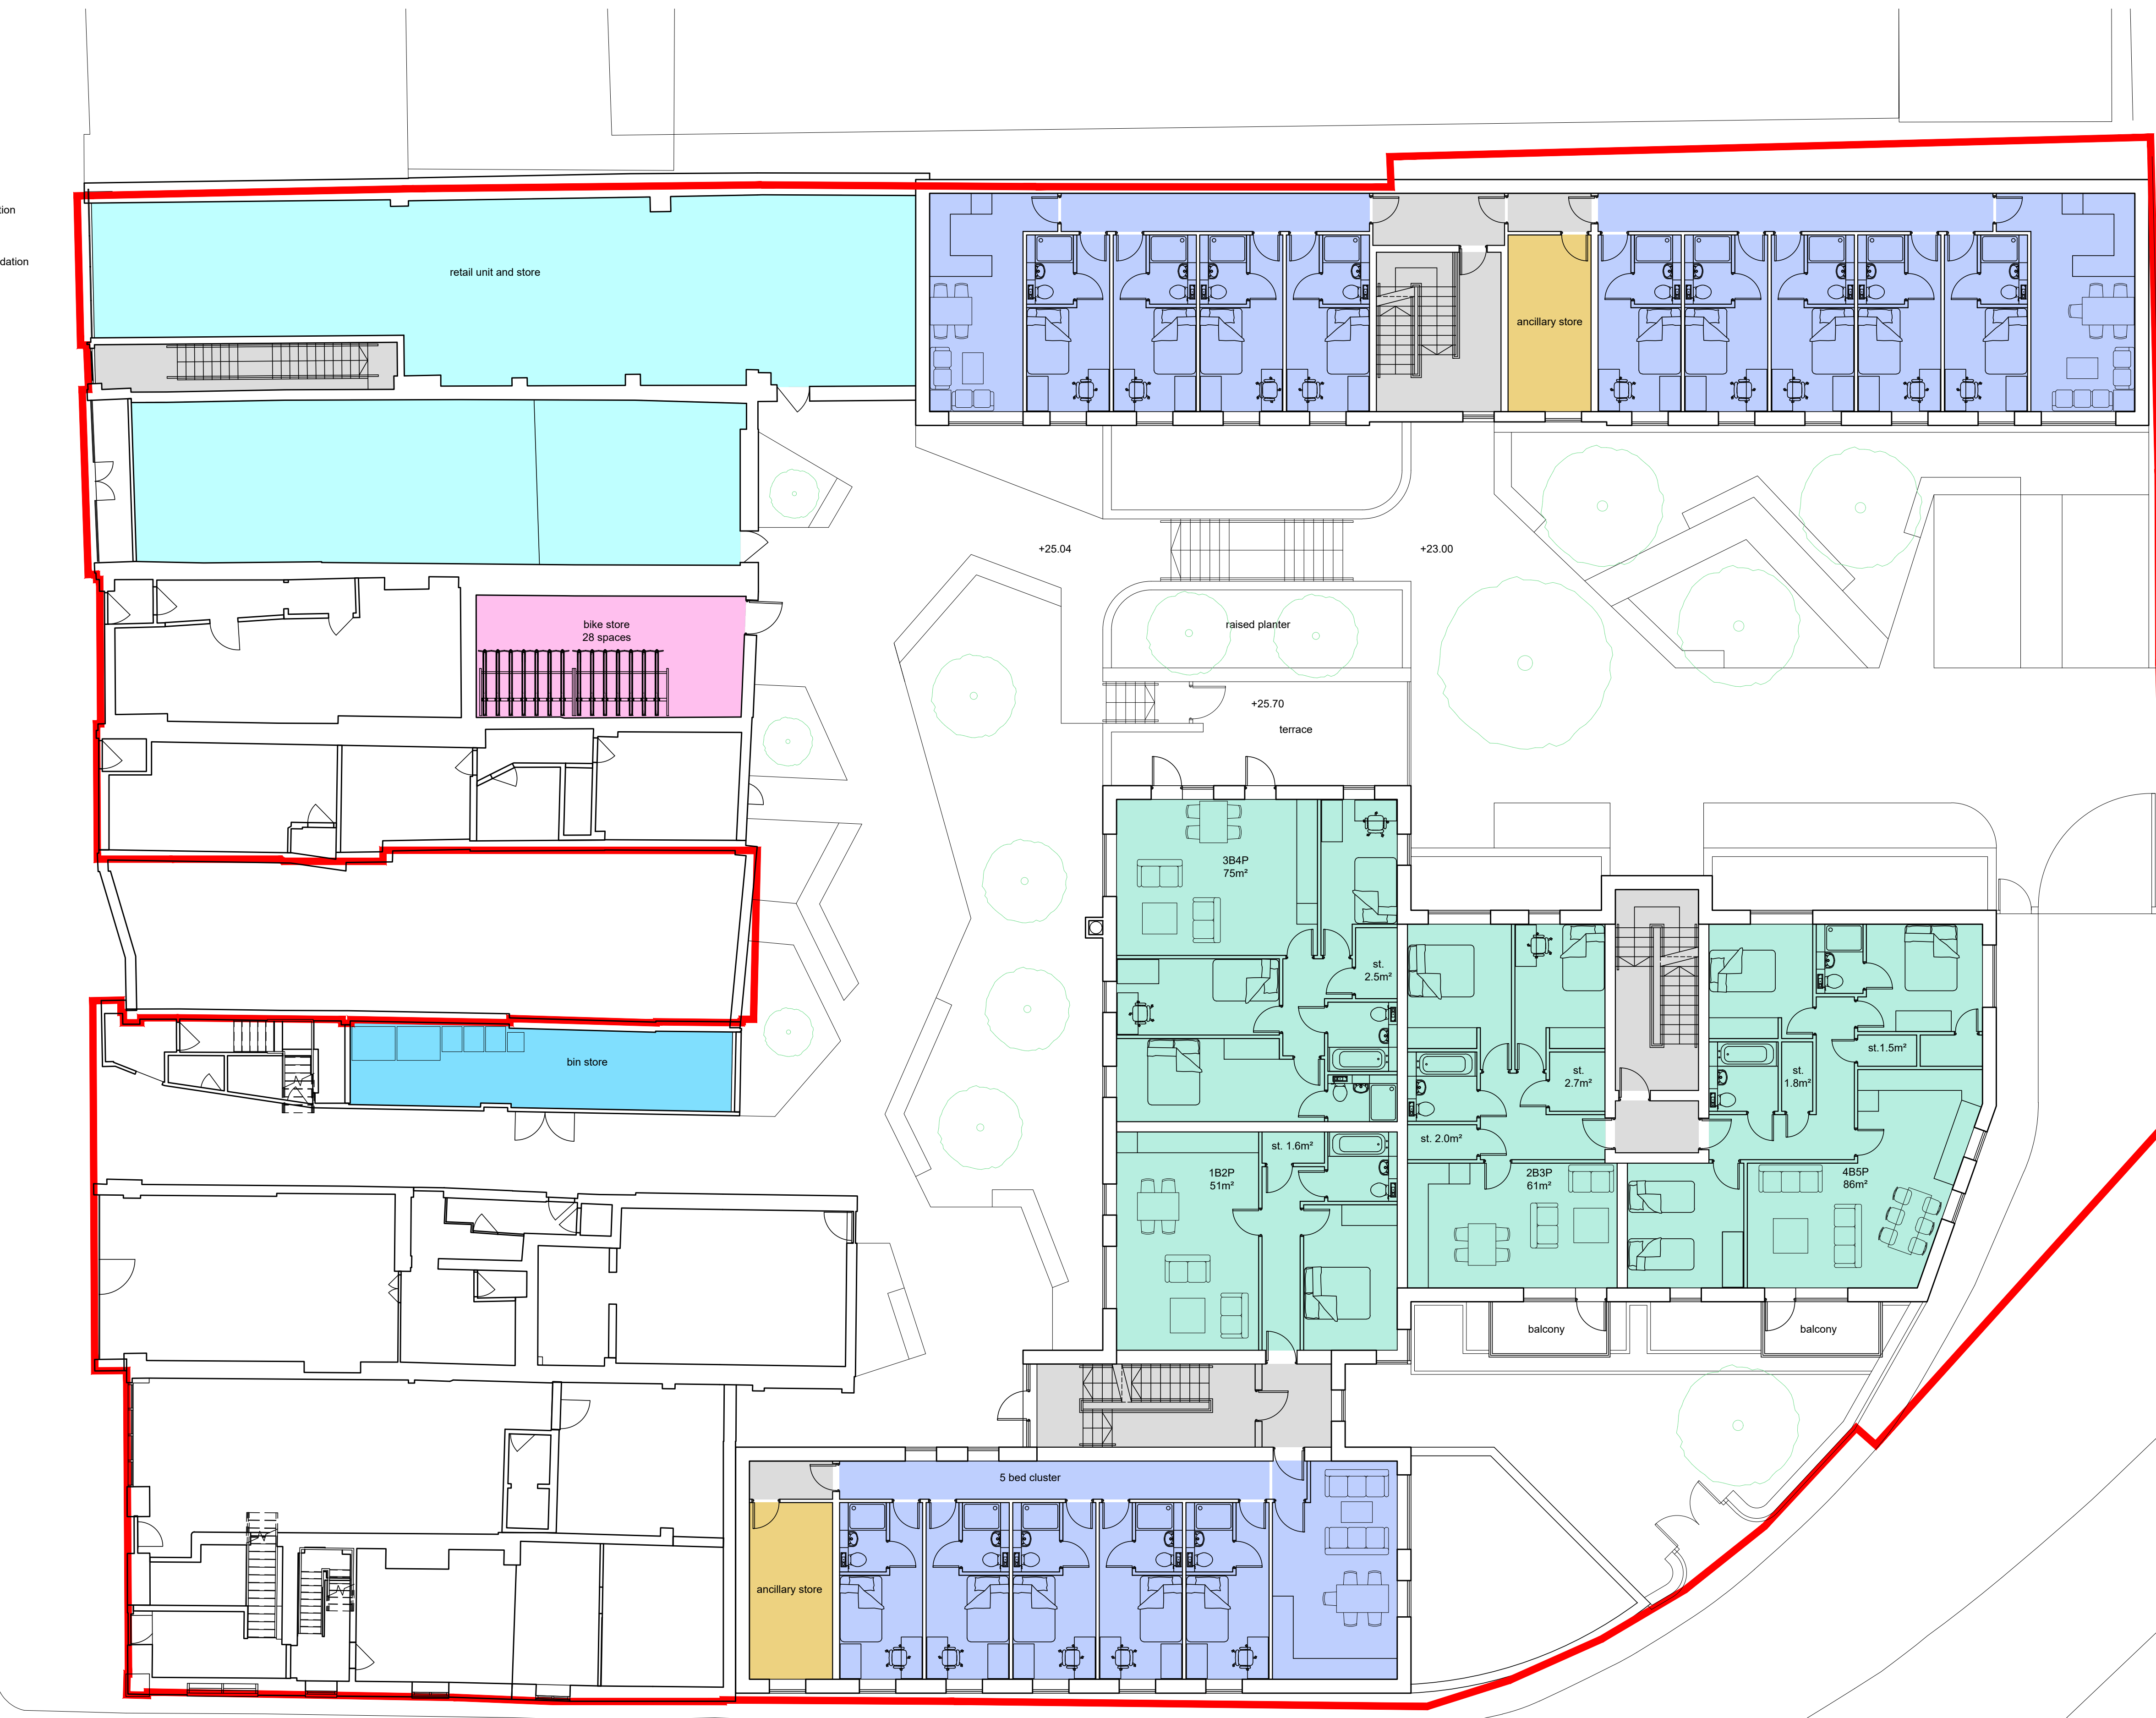 tion
dation
retail unit and store
ancillary store
+25.04
+23.00
bike store
28 spaces
raised planter
+25.70
terrace
3B4P
75m²
st.
2.5m²
bin store
st.
2.7m²
st.1.5m²
st.
1.8m²
st. 2.0m²
st. 1.6m²
1B2P
51m²
2B3P
61m²
4B5P
86m²
balcony
balcony
5 bed cluster
ancillary store